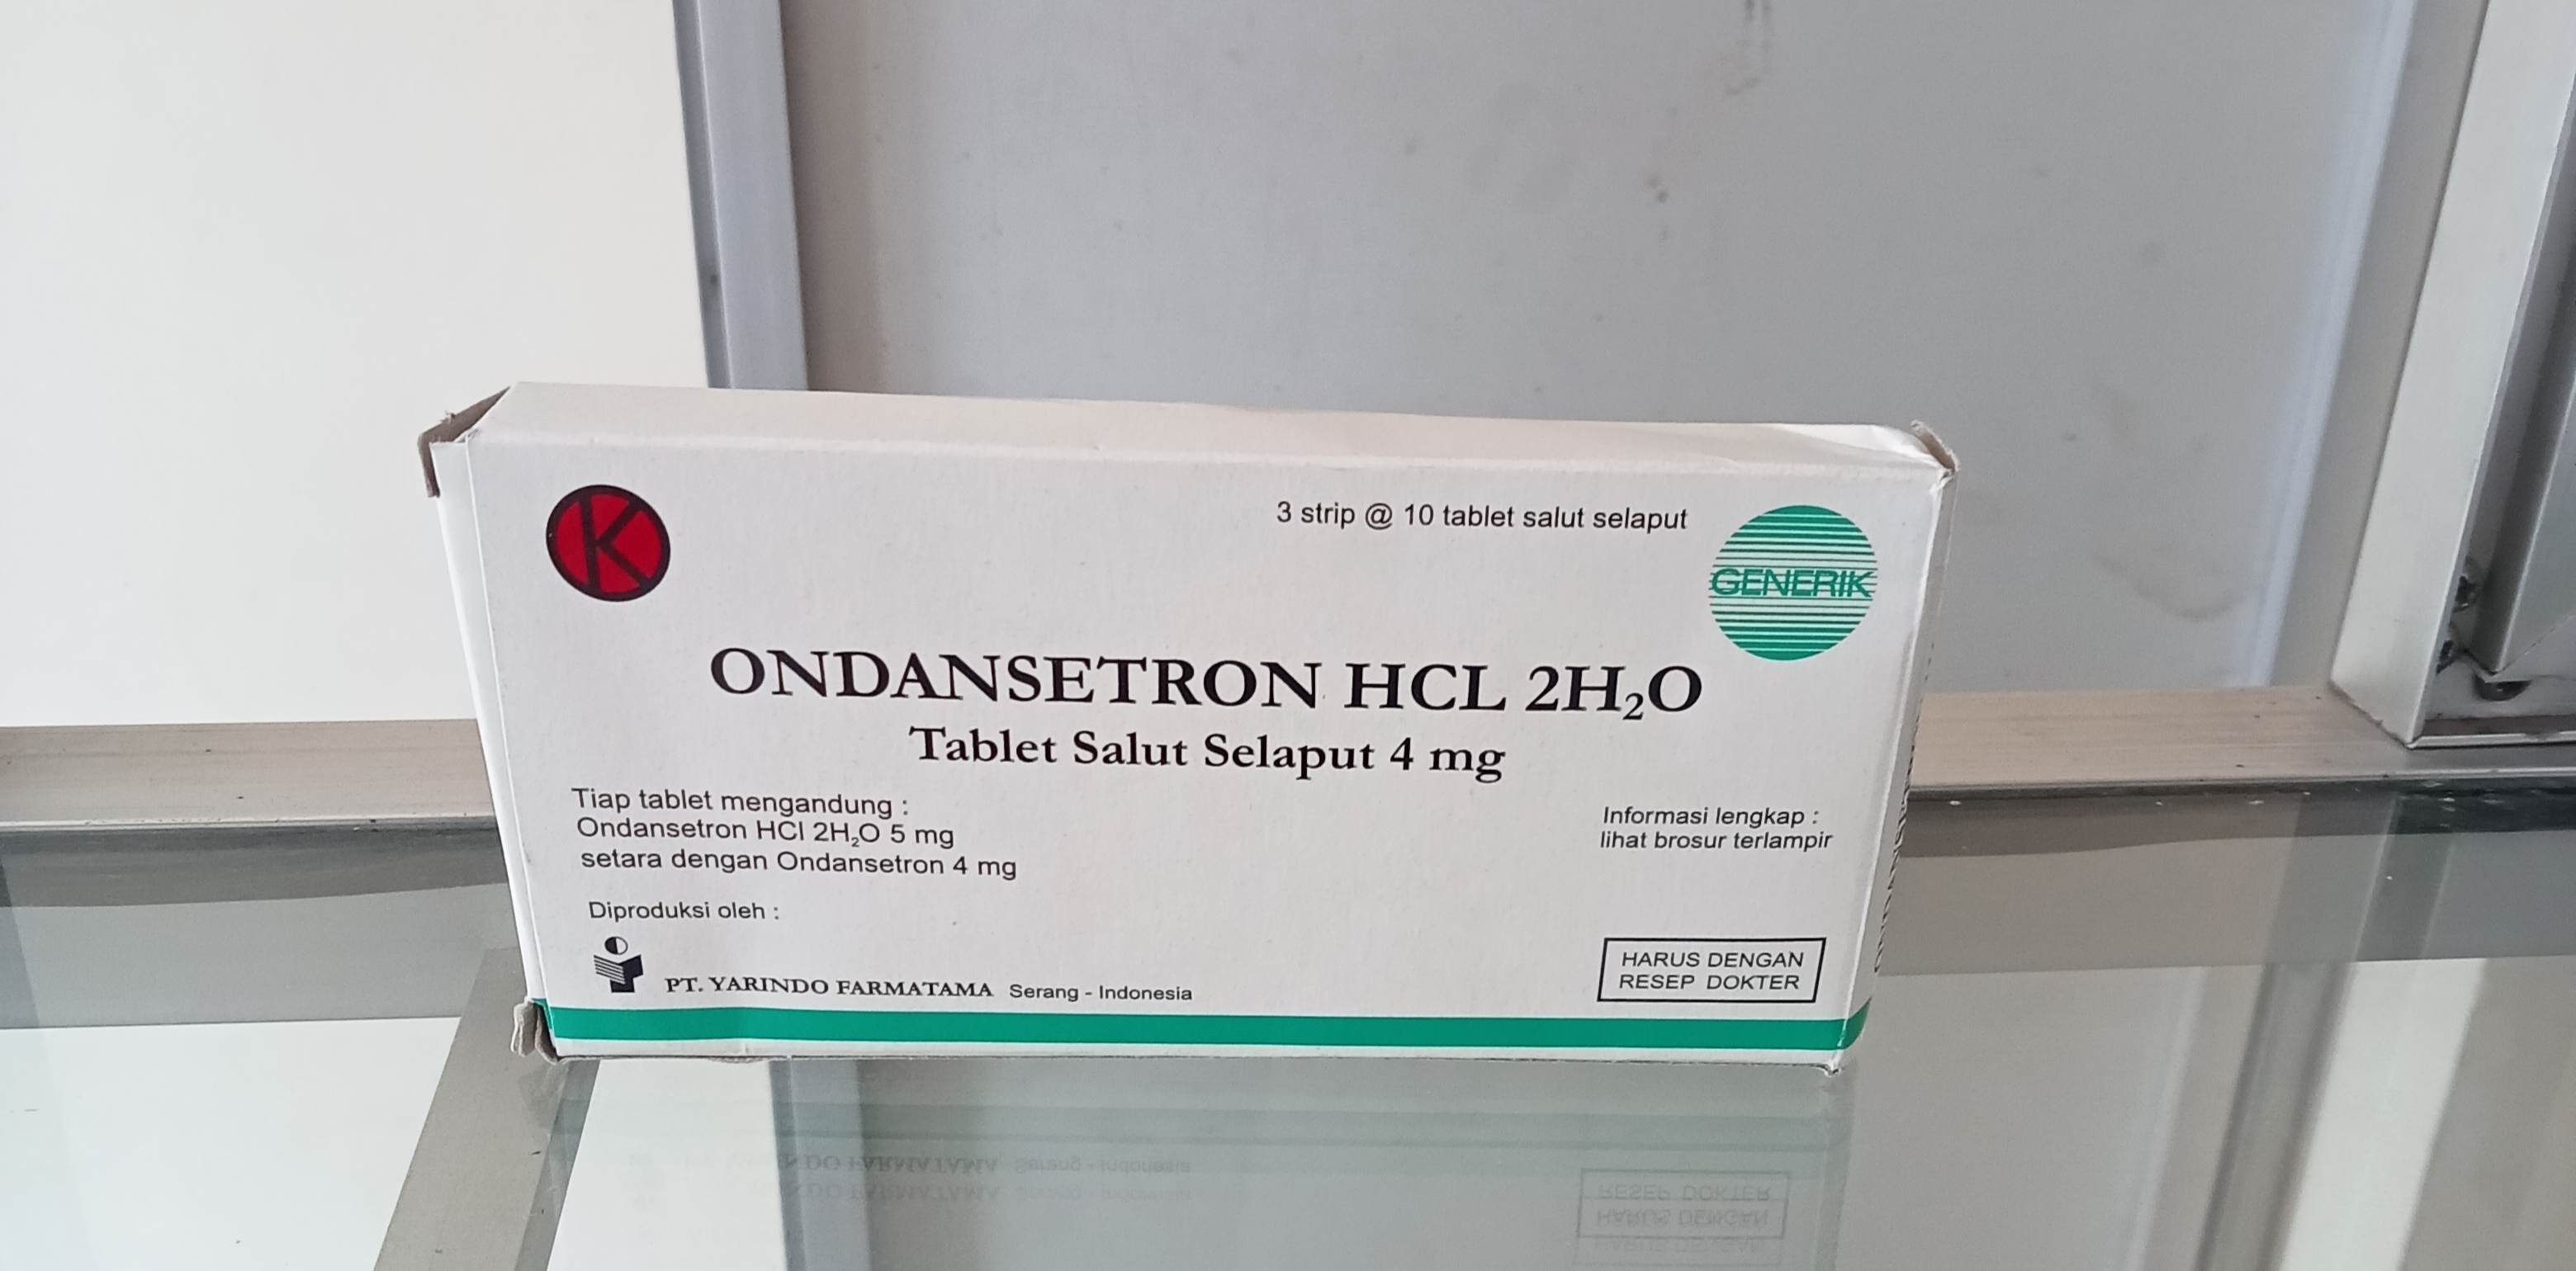 K
3 strip @ 10 tablet salut selaput
GENERIK
ONDANSETRON HCL 2H₂O
Tablet Salut Selaput 4 mg
Tiap tablet mengandung :
Ondansetron HCl 2H₂O 5 mg
setara dengan Ondansetron 4 mg
Informasi lengkap :
lihat brosur terlampir
Diproduksi oleh :
PT. YARINDO FARMATAMA Serang - Indonesia
HARUS DENGAN
RESEP DOKTER